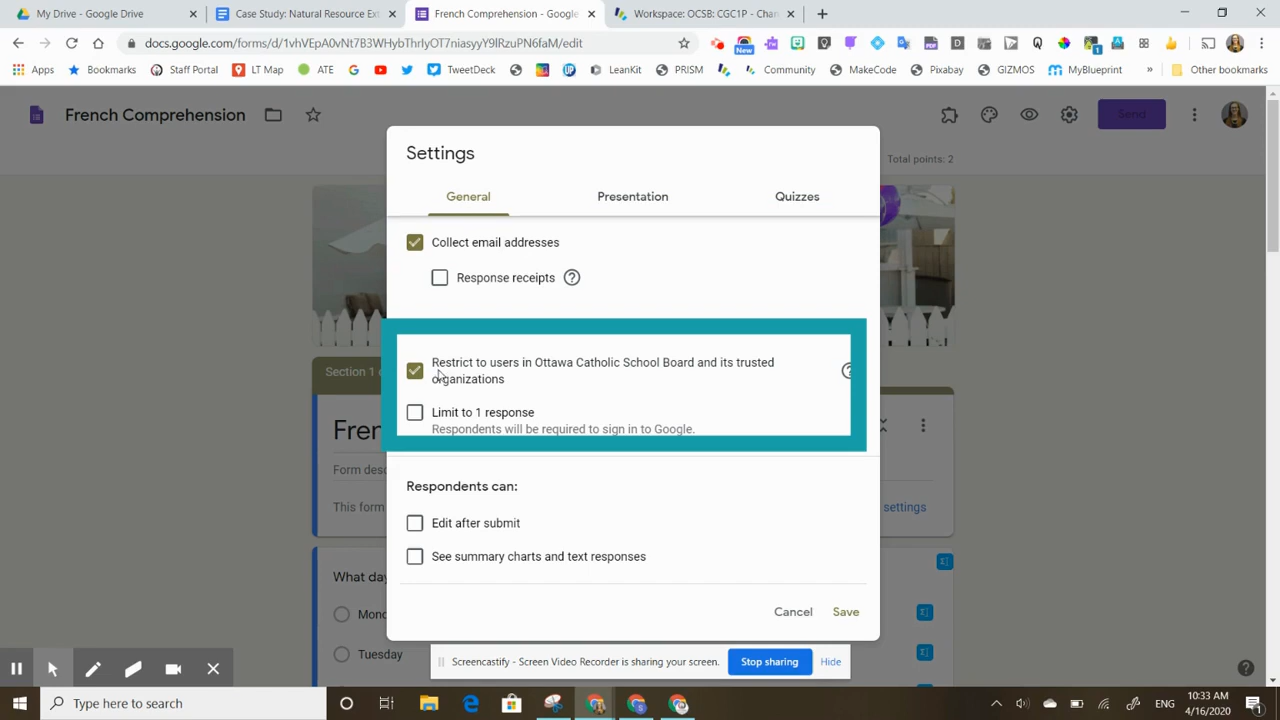 My Drive - Google Drive
Case Study: Natural Resource Ext
French Comprehension - Google
Workspace: OCSB: CGC1P - Chan
docs.google.com/forms/d/1vhVEpA0vNt7B3WHybThrIyOT7niasywY9lRzuPN6faM/edit
New
PDF
D
Q
1
Apps
Bookmarks
Staff Portal
LT Map
ATE
TweetDeck
LeanKit
PRISM
Community
MakeCode
Pixabay
GIZMOS
MyBlueprint
»
Other bookmarks
French Comprehension
Send
Total points: 2
Settings
General
Presentation
Quizzes
Collect email addresses
Response receipts
Restrict to users in Ottawa Catholic School Board and its trusted
organizations
Limit to 1 response
Respondents will be required to sign in to Google.
Section 1
Fren
Form desc
This form
settings
Respondents can:
Edit after submit
See summary charts and text responses
What day
Mond
Tuesday
Cancel
Save
Screencastify - Screen Video Recorder is sharing your screen.
Stop sharing
Hide
Type here to search
ENG
10:33 AM
4/16/2020